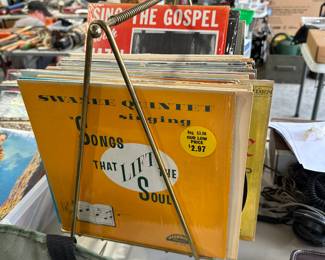 SING THE GOSPEL
SWANEE QUINTET
singing
"SONGS
THAT LIFT THE
SOUL
Reg. $3.98
OUR LOW
PRICE
$2.97